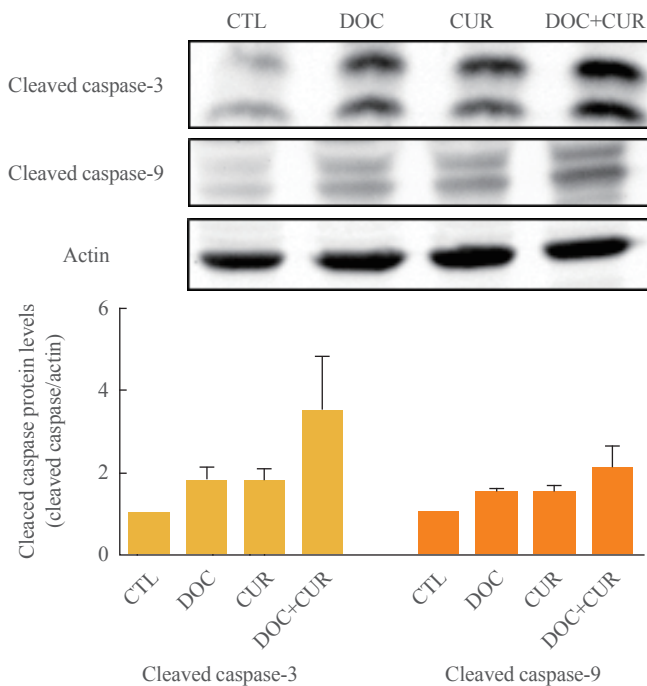 CTL DOC CUR DOC+CUR
Cleaved caspase-3
Cleaved caspase-9
Actin
Cleaced caspase protein levels
(cleaved caspase/actin)
6
4
2
0
CTL DOC CUR DOC+CUR CTL DOC CUR DOC+CUR
Cleaved caspase-3 Cleaved caspase-9